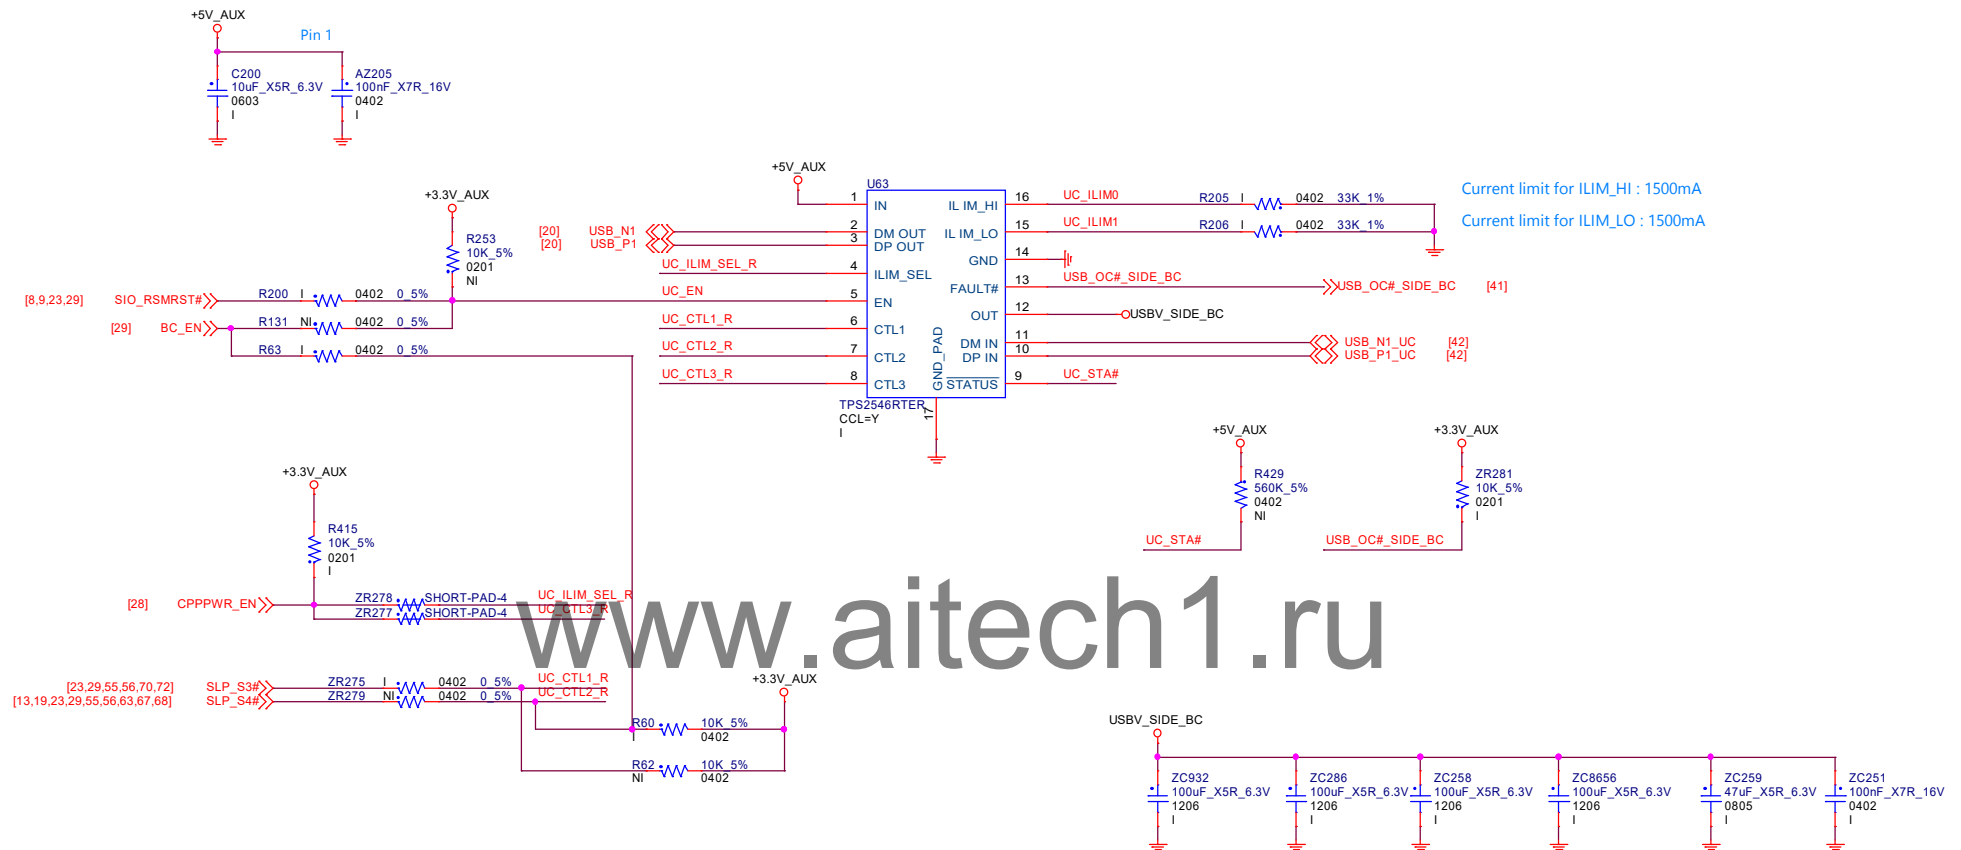 +5V_AUX
Pin 1
C200
10uF_X5R_6.3V
0603
I
AZ205
100nF_X7R_16V
0402
I
+3.3V_AUX
R253
10K_5%
0201
NI
[8,9,23,29] SIO_RSMRST# R200 I 0402 0_5%
[29] BC_EN R131 NI 0402 0_5%
R63 I 0402 0_5%
+5V_AUX
U63
1 IN
2 DM OUT
3 DP OUT
4 ILIM_SEL
5 EN
6 CTL1
7 CTL2
8 CTL3
IL IM_HI 16
IL IM_LO 15
GND 14
FAULT# 13
OUT 12
DM IN 11
DP IN 10
STATUS 9
GND_PAD
17
TPS2546RTER
CCL=Y
I
[20] USB_N1
[20] USB_P1
UC_ILIM_SEL_R
UC_EN
UC_CTL1_R
UC_CTL2_R
UC_CTL3_R
UC_ILIM0 R205 I 0402 33K_1%
UC_ILIM1 R206 I 0402 33K_1%
Current limit for ILIM_HI : 1500mA
Current limit for ILIM_LO : 1500mA
USB_OC#_SIDE_BC USB_OC#_SIDE_BC [41]
USBV_SIDE_BC
USB_N1_UC [42]
USB_P1_UC [42]
UC_STA#
+5V_AUX
R429
560K_5%
0402
NI
UC_STA#
+3.3V_AUX
ZR281
10K_5%
0201
I
USB_OC#_SIDE_BC
+3.3V_AUX
R415
10K_5%
0201
I
[28] CPPPWR_EN ZR278 SHORT-PAD-4 UC_ILIM_SEL_R
ZR277 SHORT-PAD-4 UC_CTL3_R
www.aitech1.ru
[23,29,55,56,70,72] SLP_S3# ZR275 I 0402 0_5% UC_CTL1_R
[13,19,23,29,55,56,63,67,68] SLP_S4# ZR279 NI 0402 0_5% UC_CTL2_R
+3.3V_AUX
R60 10K_5%
I 0402
R62 10K_5%
NI 0402
USBV_SIDE_BC
ZC932
100uF_X5R_6.3V
1206
I
ZC286
100uF_X5R_6.3V
1206
I
ZC258
100uF_X5R_6.3V
1206
I
ZC8656
100uF_X5R_6.3V
1206
I
ZC259
47uF_X5R_6.3V
0805
I
ZC251
100nF_X7R_16V
0402
I